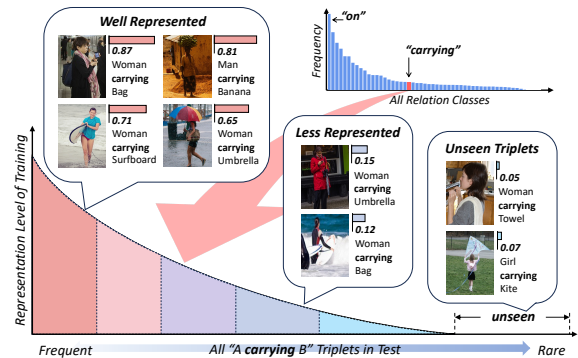 Well Represented
0.87
Woman
carrying
Bag
0.81
Man
carrying
Banana
0.71
Woman
carrying
Surfboard
0.65
Woman
carrying
Umbrella
Frequency
"on"
"carrying"
All Relation Classes
Less Represented
0.15
Woman
carrying
Umbrella
0.12
Woman
carrying
Bag
Unseen Triplets
0.05
Woman
carrying
Towel
0.07
Girl
carrying
Kite
Representation Level of Training
unseen
Frequent
All "A carrying B" Triplets in Test
Rare